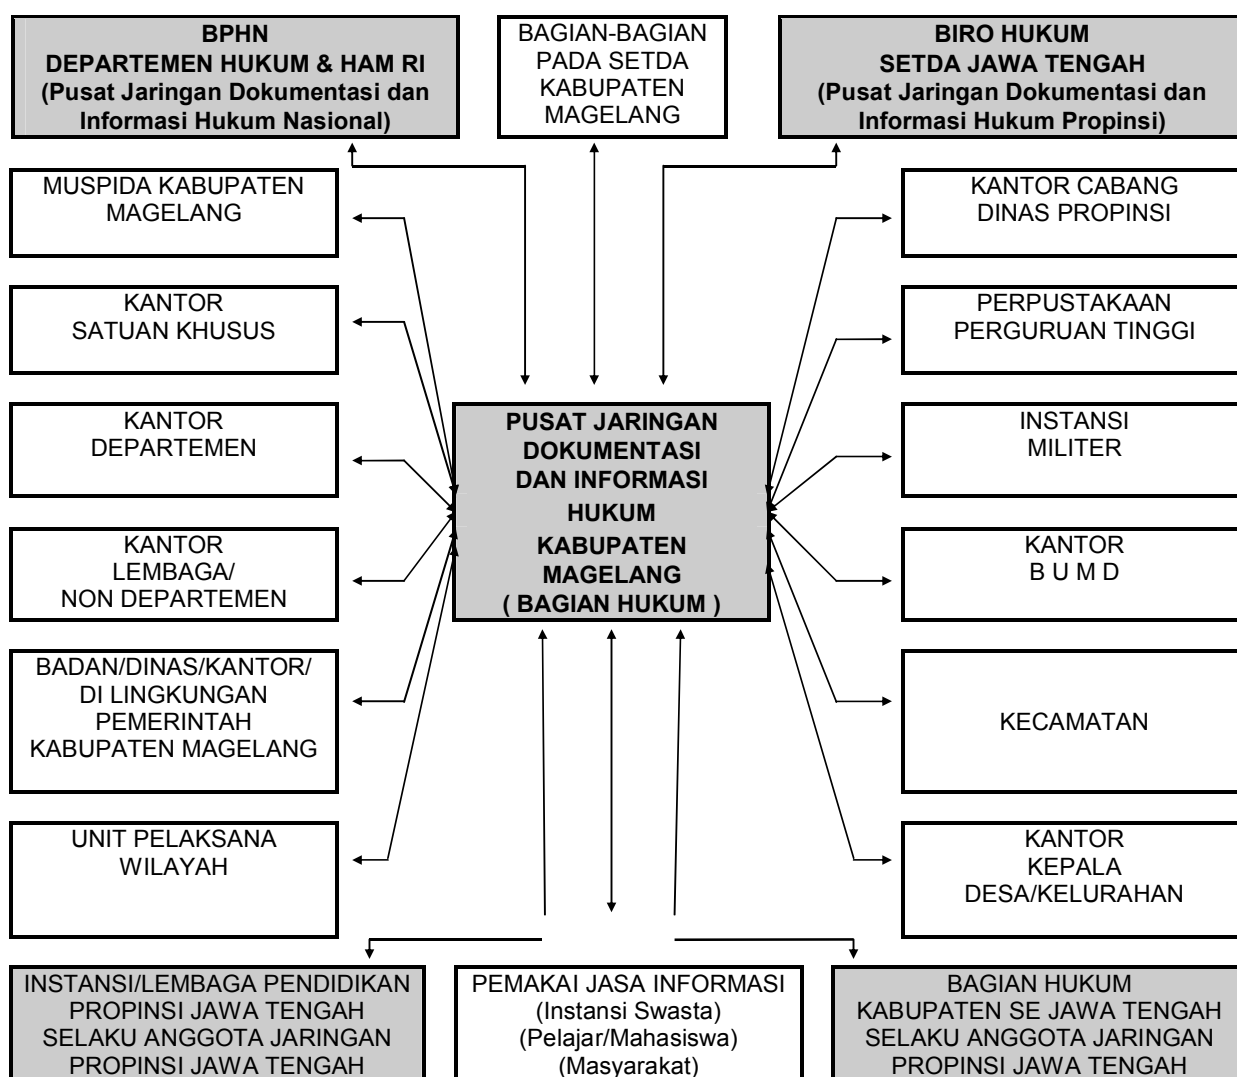 BPHN
DEPARTEMEN HUKUM & HAM RI
(Pusat Jaringan Dokumentasi dan
Informasi Hukum Nasional)
BAGIAN-BAGIAN
PADA SETDA
KABUPATEN
MAGELANG
BIRO HUKUM
SETDA JAWA TENGAH
(Pusat Jaringan Dokumentasi dan
Informasi Hukum Propinsi)
MUSPIDA KABUPATEN
MAGELANG
KANTOR CABANG
DINAS PROPINSI
KANTOR
SATUAN KHUSUS
PERPUSTAKAAN
PERGURUAN TINGGI
KANTOR
DEPARTEMEN
PUSAT JARINGAN
DOKUMENTASI
DAN INFORMASI
HUKUM
KABUPATEN
MAGELANG
( BAGIAN HUKUM )
INSTANSI
MILITER
KANTOR
LEMBAGA/
NON DEPARTEMEN
KANTOR
B U M D
BADAN/DINAS/KANTOR/
DI LINGKUNGAN
PEMERINTAH
KABUPATEN MAGELANG
KECAMATAN
UNIT PELAKSANA
WILAYAH
KANTOR
KEPALA
DESA/KELURAHAN
INSTANSI/LEMBAGA PENDIDIKAN
PROPINSI JAWA TENGAH
SELAKU ANGGOTA JARINGAN
PROPINSI JAWA TENGAH
PEMAKAI JASA INFORMASI
(Instansi Swasta)
(Pelajar/Mahasiswa)
(Masyarakat)
BAGIAN HUKUM
KABUPATEN SE JAWA TENGAH
SELAKU ANGGOTA JARINGAN
PROPINSI JAWA TENGAH